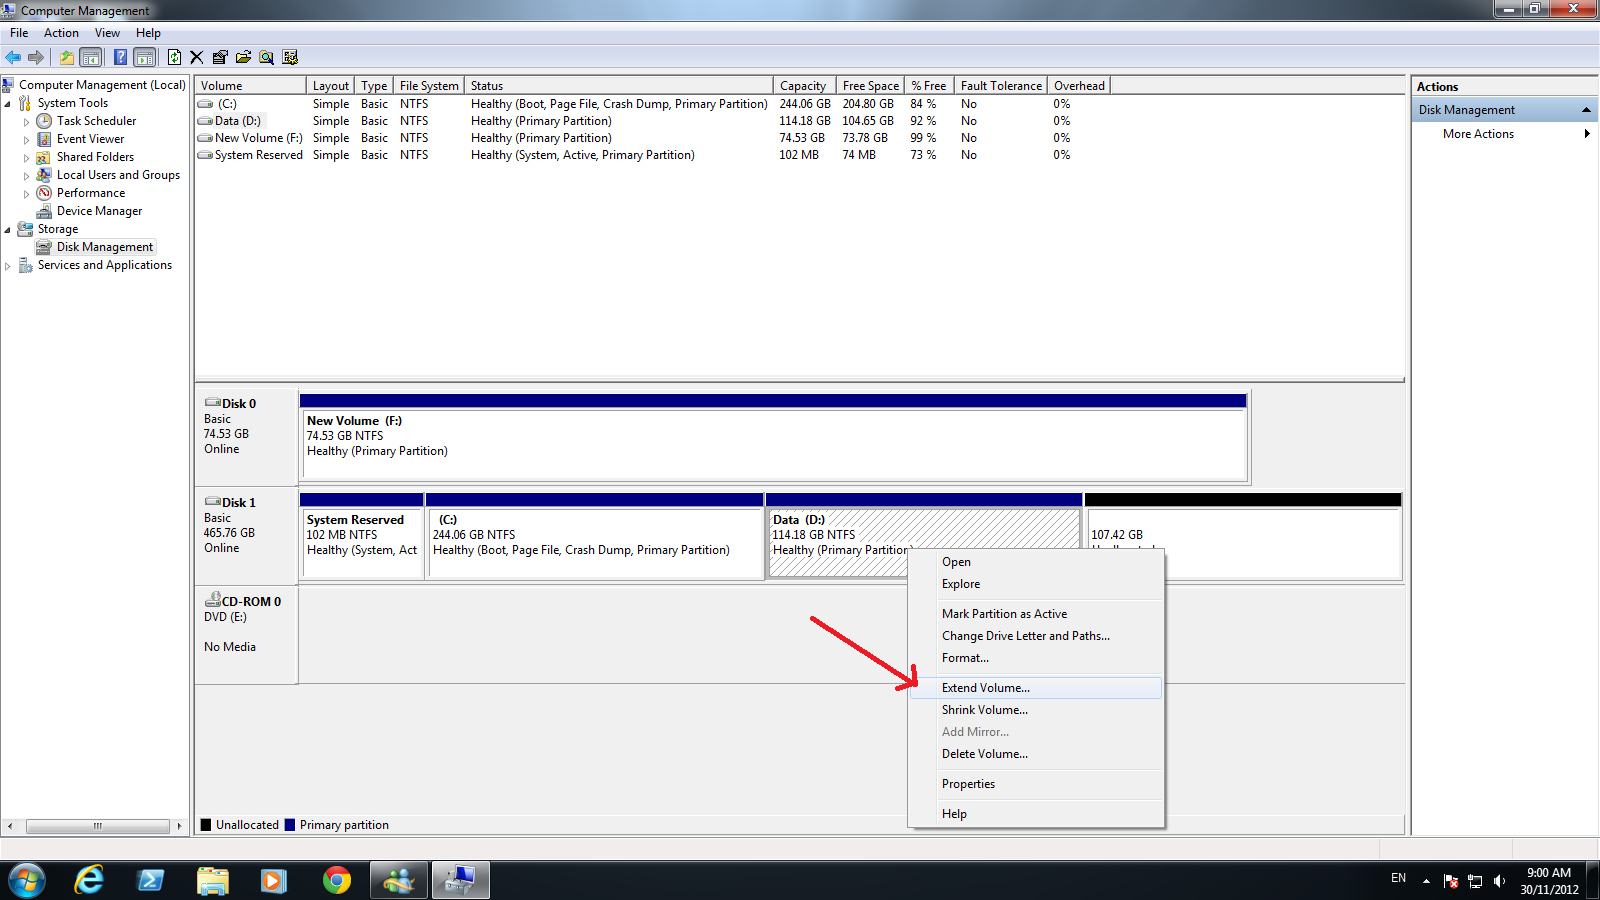 Computer Management
File Action View Help
Computer Management (Local)
System Tools
Task Scheduler
Event Viewer
Shared Folders
Local Users and Groups
Performance
Device Manager
Storage
Disk Management
Services and Applications
Volume Layout Type File System Status Capacity Free Space % Free Fault Tolerance Overhead
(C:) Simple Basic NTFS Healthy (Boot, Page File, Crash Dump, Primary Partition) 244.06 GB 204.80 GB 84 % No 0%
Data (D:) Simple Basic NTFS Healthy (Primary Partition) 114.18 GB 104.65 GB 92 % No 0%
New Volume (F:) Simple Basic NTFS Healthy (Primary Partition) 74.53 GB 73.78 GB 99 % No 0%
System Reserved Simple Basic NTFS Healthy (System, Active, Primary Partition) 102 MB 74 MB 73 % No 0%
Actions
Disk Management
More Actions
Disk 0
Basic
74.53 GB
Online
New Volume (F:)
74.53 GB NTFS
Healthy (Primary Partition)
Disk 1
Basic
465.76 GB
Online
System Reserved
102 MB NTFS
Healthy (System, Act
(C:)
244.06 GB NTFS
Healthy (Boot, Page File, Crash Dump, Primary Partition)
Data (D:)
114.18 GB NTFS
Healthy (Primary Partition)
107.42 GB
CD-ROM 0
DVD (E:)
No Media
Open
Explore
Mark Partition as Active
Change Drive Letter and Paths...
Format...
Extend Volume...
Shrink Volume...
Add Mirror...
Delete Volume...
Properties
Help
Unallocated Primary partition
EN
9:00 AM
30/11/2012